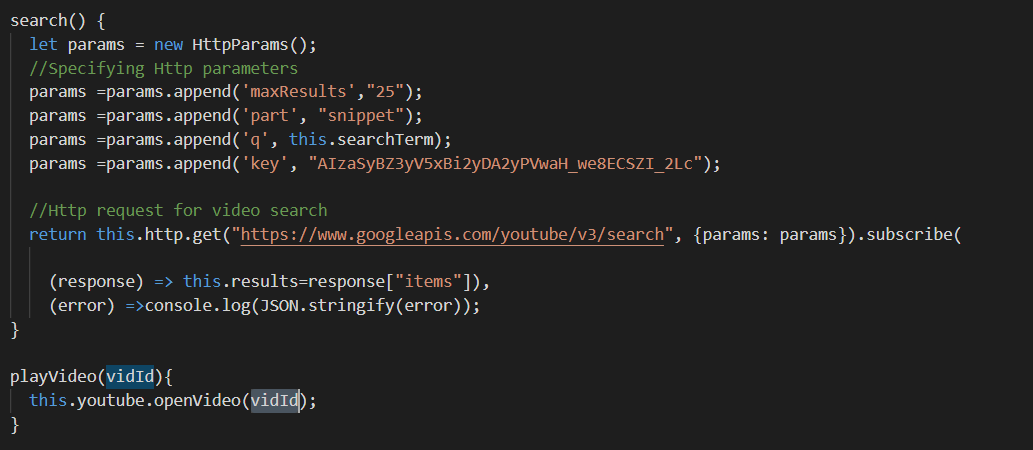 search() {
let params = new HttpParams();
//Specifying Http parameters
params =params.append('maxResults',"25");
params =params.append('part', "snippet");
params =params.append('q', this.searchTerm);
params =params.append('key', "AIzaSyBZ3yV5xBi2yDA2yPVwaH_we8ECSZI_2Lc");
//Http request for video search
return this.http.get("https://www.googleapis.com/youtube/v3/search", {params: params}).subscribe(
(response) => this.results=response["items"]),
(error) =>console.log(JSON.stringify(error));
}
playVideo(vidId){
this.youtube.openVideo(vidId);
}